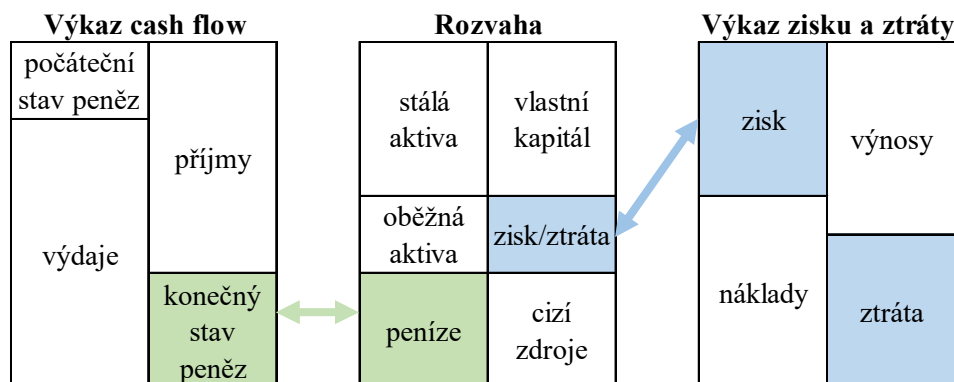 Výkaz cash flow
počáteční
stav peněz
výdaje
příjmy
konečný
stav
peněz
Rozvaha
stálá
aktiva
vlastní
kapitál
oběžná
aktiva
zisk/ztráta
peníze
cizí
zdroje
Výkaz zisku a ztráty
zisk
výnosy
náklady
ztráta